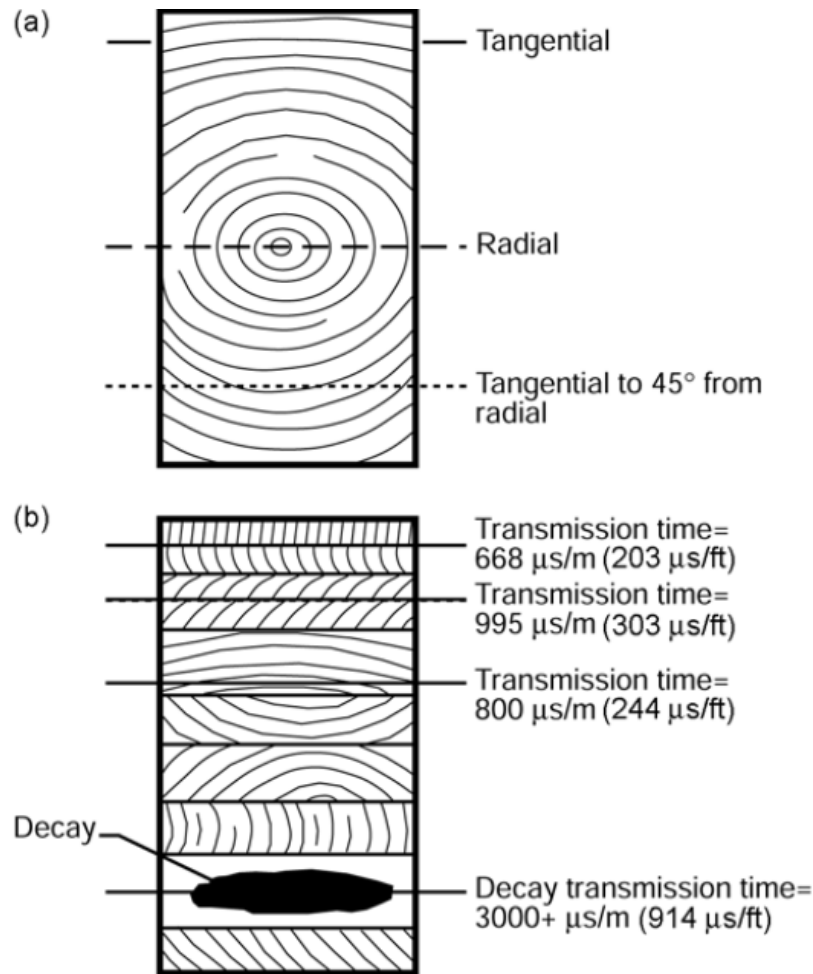 (a)
Tangential
Radial
Tangential to 45° from
radial
(b)
Transmission time=
668 μs/m (203 μs/ft)
Transmission time=
995 μs/m (303 μs/ft)
Transmission time=
800 μs/m (244 μs/ft)
Decay
Decay transmission time=
3000+ μs/m (914 μs/ft)